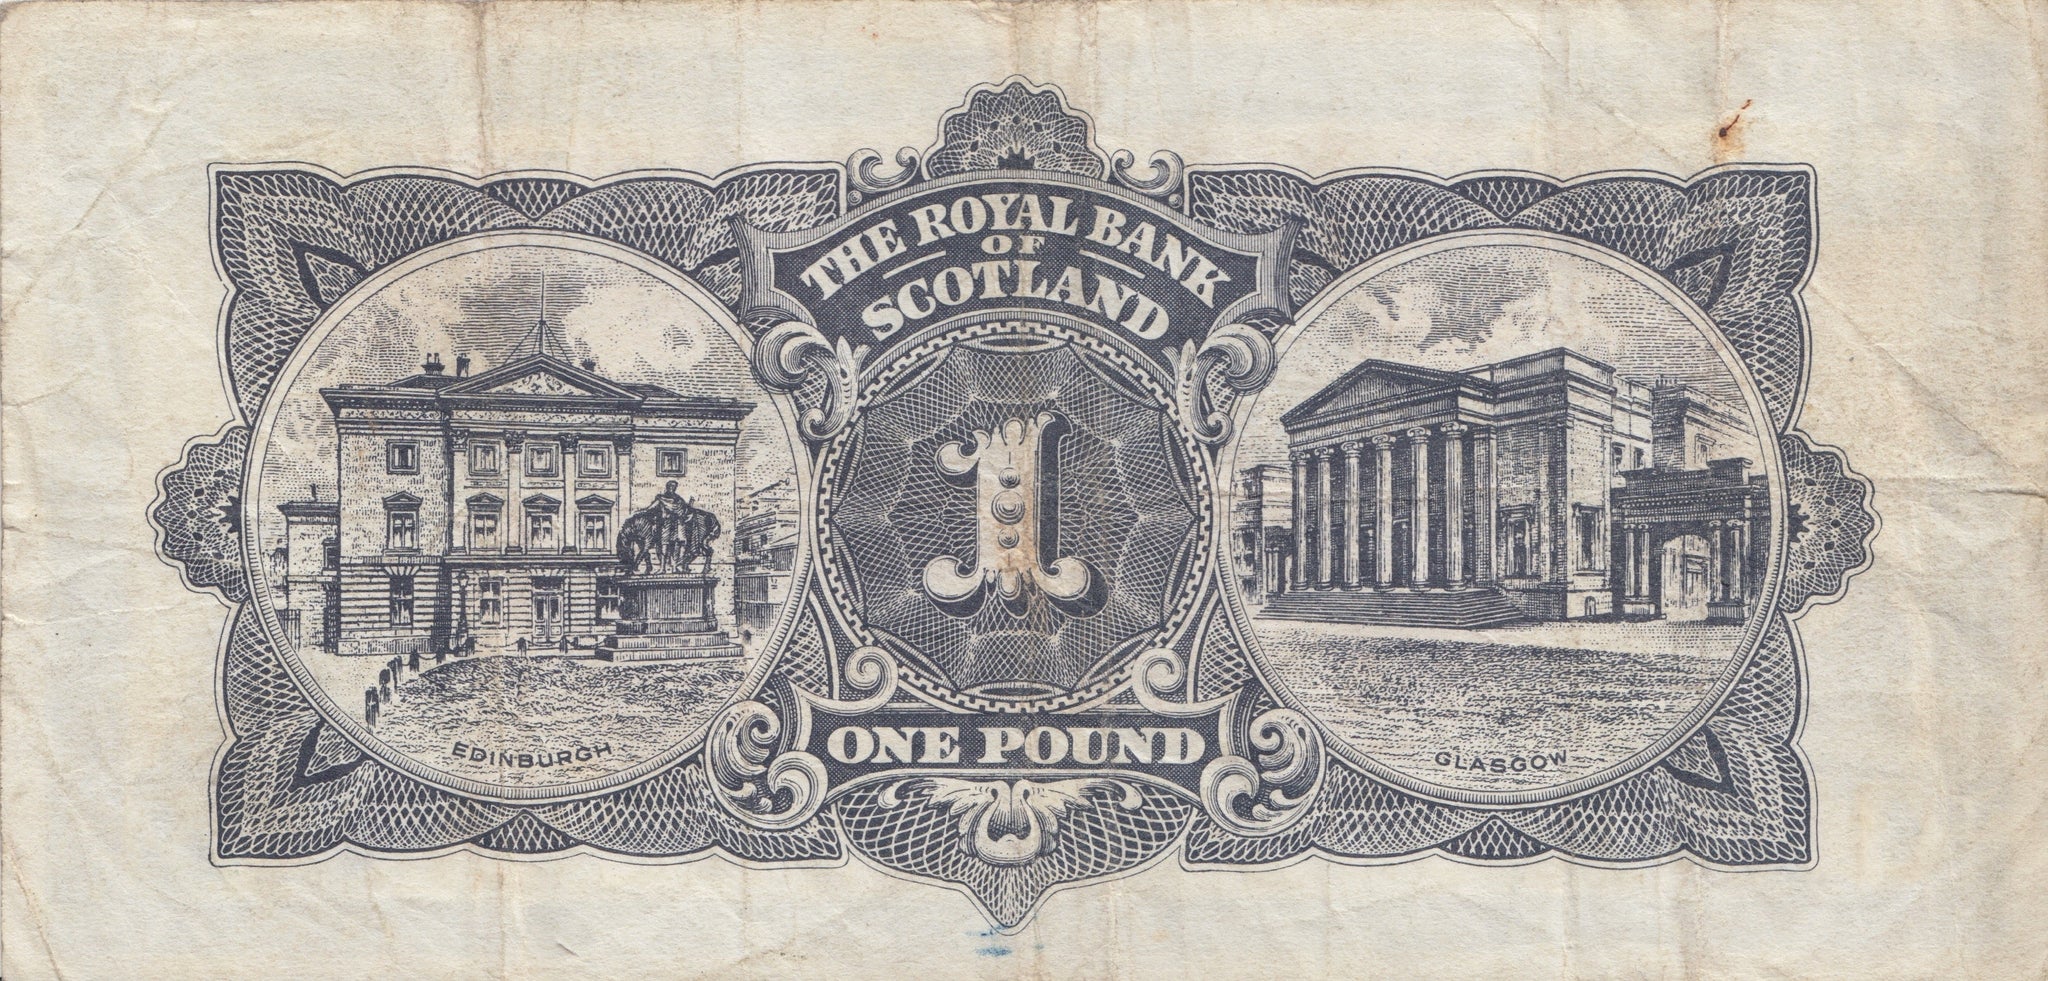 THE ROYAL BANK
OF
SCOTLAND
1
ONE POUND
EDINBURGH
GLASGOW